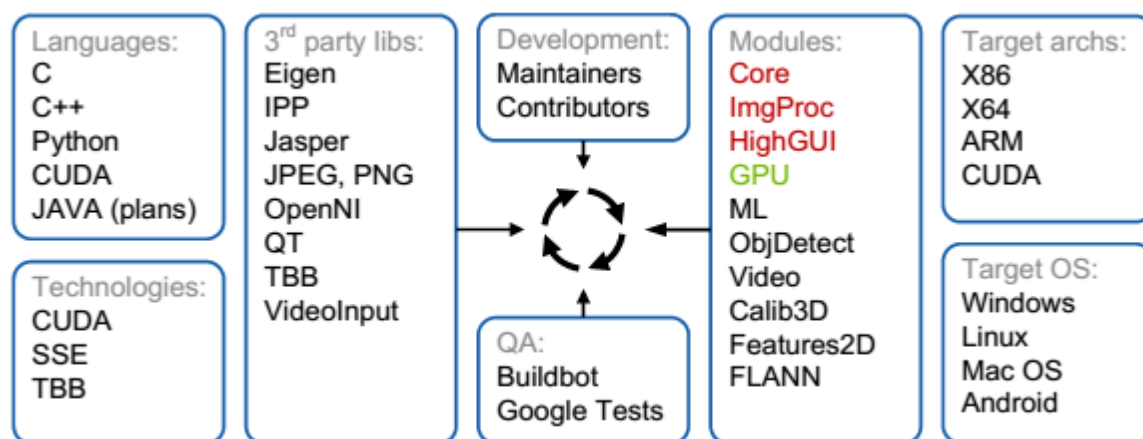 Languages:
C
C++
Python
CUDA
JAVA (plans)
Technologies:
CUDA
SSE
TBB
3rd party libs:
Eigen
IPP
Jasper
JPEG, PNG
OpenNI
QT
TBB
VideoInput
Development:
Maintainers
Contributors
QA:
Buildbot
Google Tests
Modules:
Core
ImgProc
HighGUI
GPU
ML
ObjDetect
Video
Calib3D
Features2D
FLANN
Target archs:
X86
X64
ARM
CUDA
Target OS:
Windows
Linux
Mac OS
Android